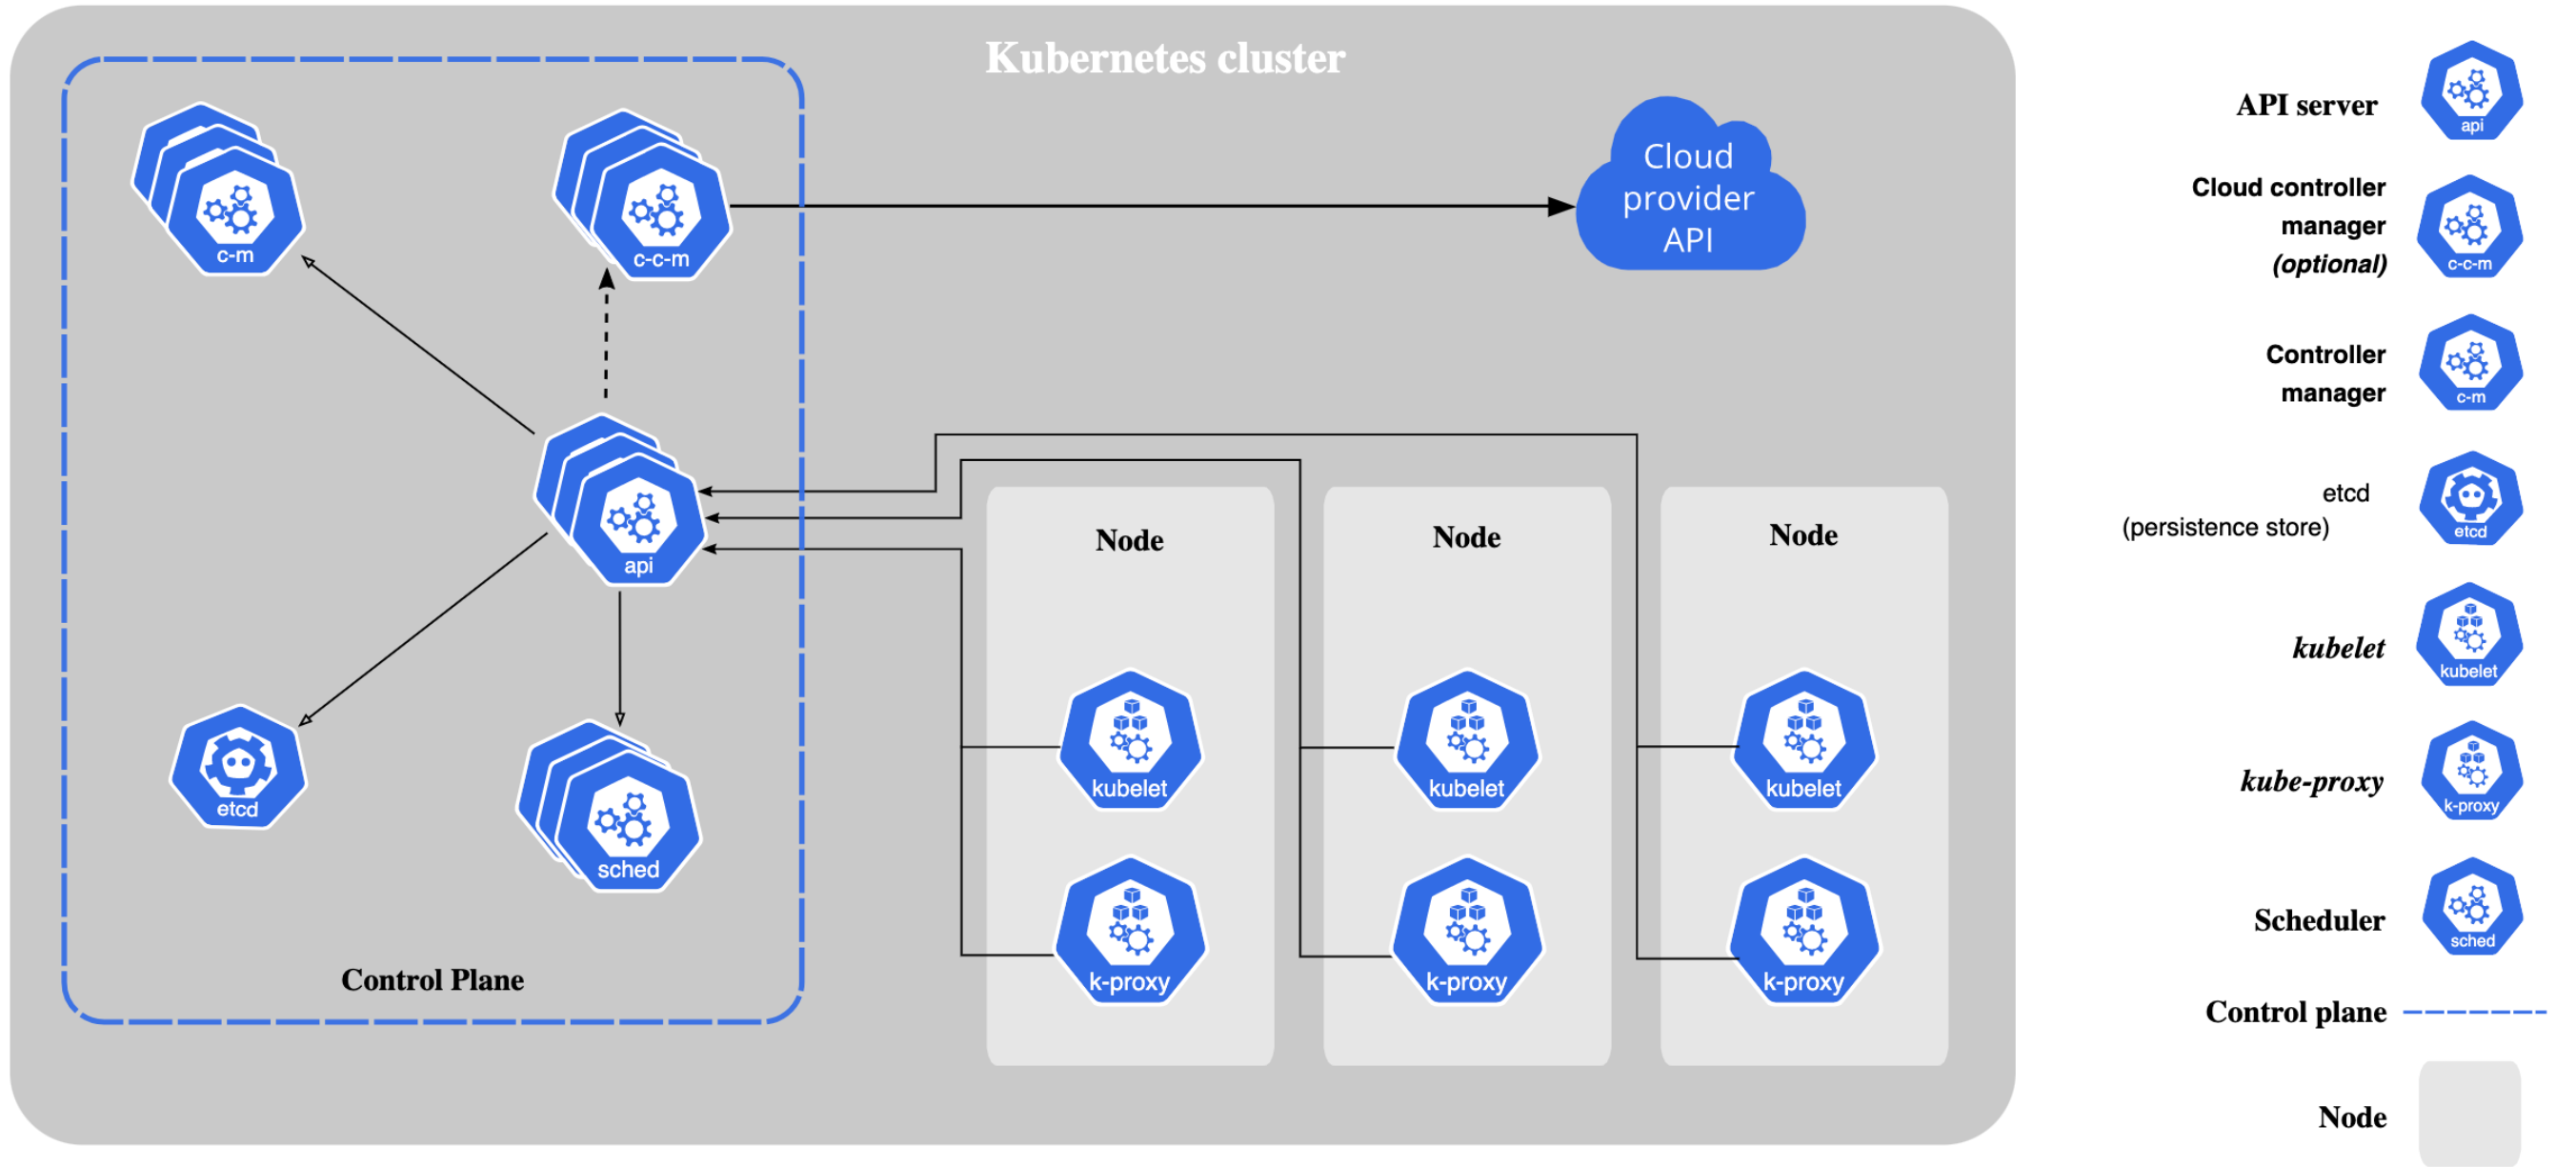 Kubernetes cluster
c-m
c-c-m
Cloud
provider
API
api
etcd
sched
Control Plane
Node
kubelet
k-proxy
Node
kubelet
k-proxy
Node
kubelet
k-proxy
API server
api
Cloud controller
manager
(optional)
c-c-m
Controller
manager
c-m
etcd
(persistence store)
etcd
kubelet
kubelet
kube-proxy
k-proxy
Scheduler
sched
Control plane
Node